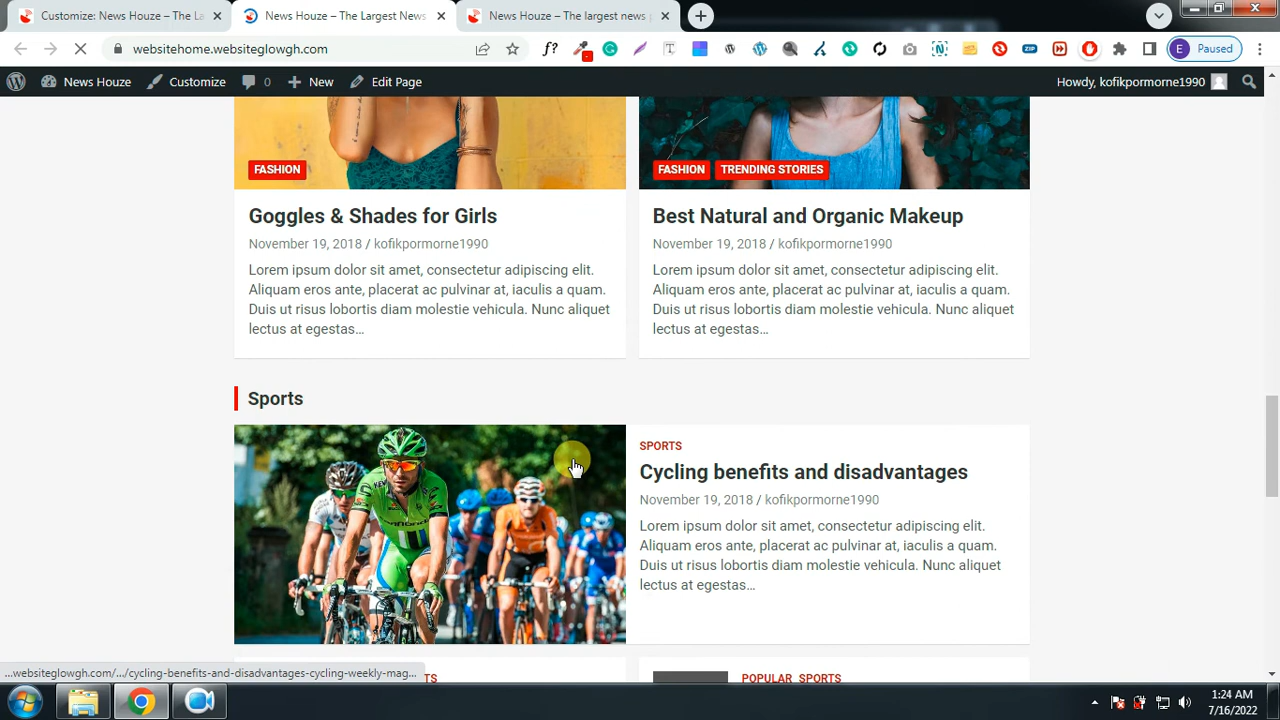 Customize: News Houze – The La
News Houze – The Largest News
News Houze – The largest news
websitehome.websiteglowgh.com
f?
T
ZIP
E Paused
News Houze
Customize
0
New
Edit Page
Howdy, kofikpormorne1990
FASHION
FASHION TRENDING STORIES
Goggles & Shades for Girls
November 19, 2018 / kofikpormorne1990
Lorem ipsum dolor sit amet, consectetur adipiscing elit.
Aliquam eros ante, placerat ac pulvinar at, iaculis a quam.
Duis ut risus lobortis diam molestie vehicula. Nunc aliquet
lectus at egestas…
Best Natural and Organic Makeup
November 19, 2018 / kofikpormorne1990
Lorem ipsum dolor sit amet, consectetur adipiscing elit.
Aliquam eros ante, placerat ac pulvinar at, iaculis a quam.
Duis ut risus lobortis diam molestie vehicula. Nunc aliquet
lectus at egestas…
Sports
SPORTS
Cycling benefits and disadvantages
November 19, 2018 / kofikpormorne1990
Lorem ipsum dolor sit amet, consectetur adipiscing elit.
Aliquam eros ante, placerat ac pulvinar at, iaculis a quam.
Duis ut risus lobortis diam molestie vehicula. Nunc aliquet
lectus at egestas…
...websiteglowgh.com/.../cycling-benefits-and-disadvantages-cycling-weekly-mag...
POPULAR SPORTS
1:24 AM
7/16/2022